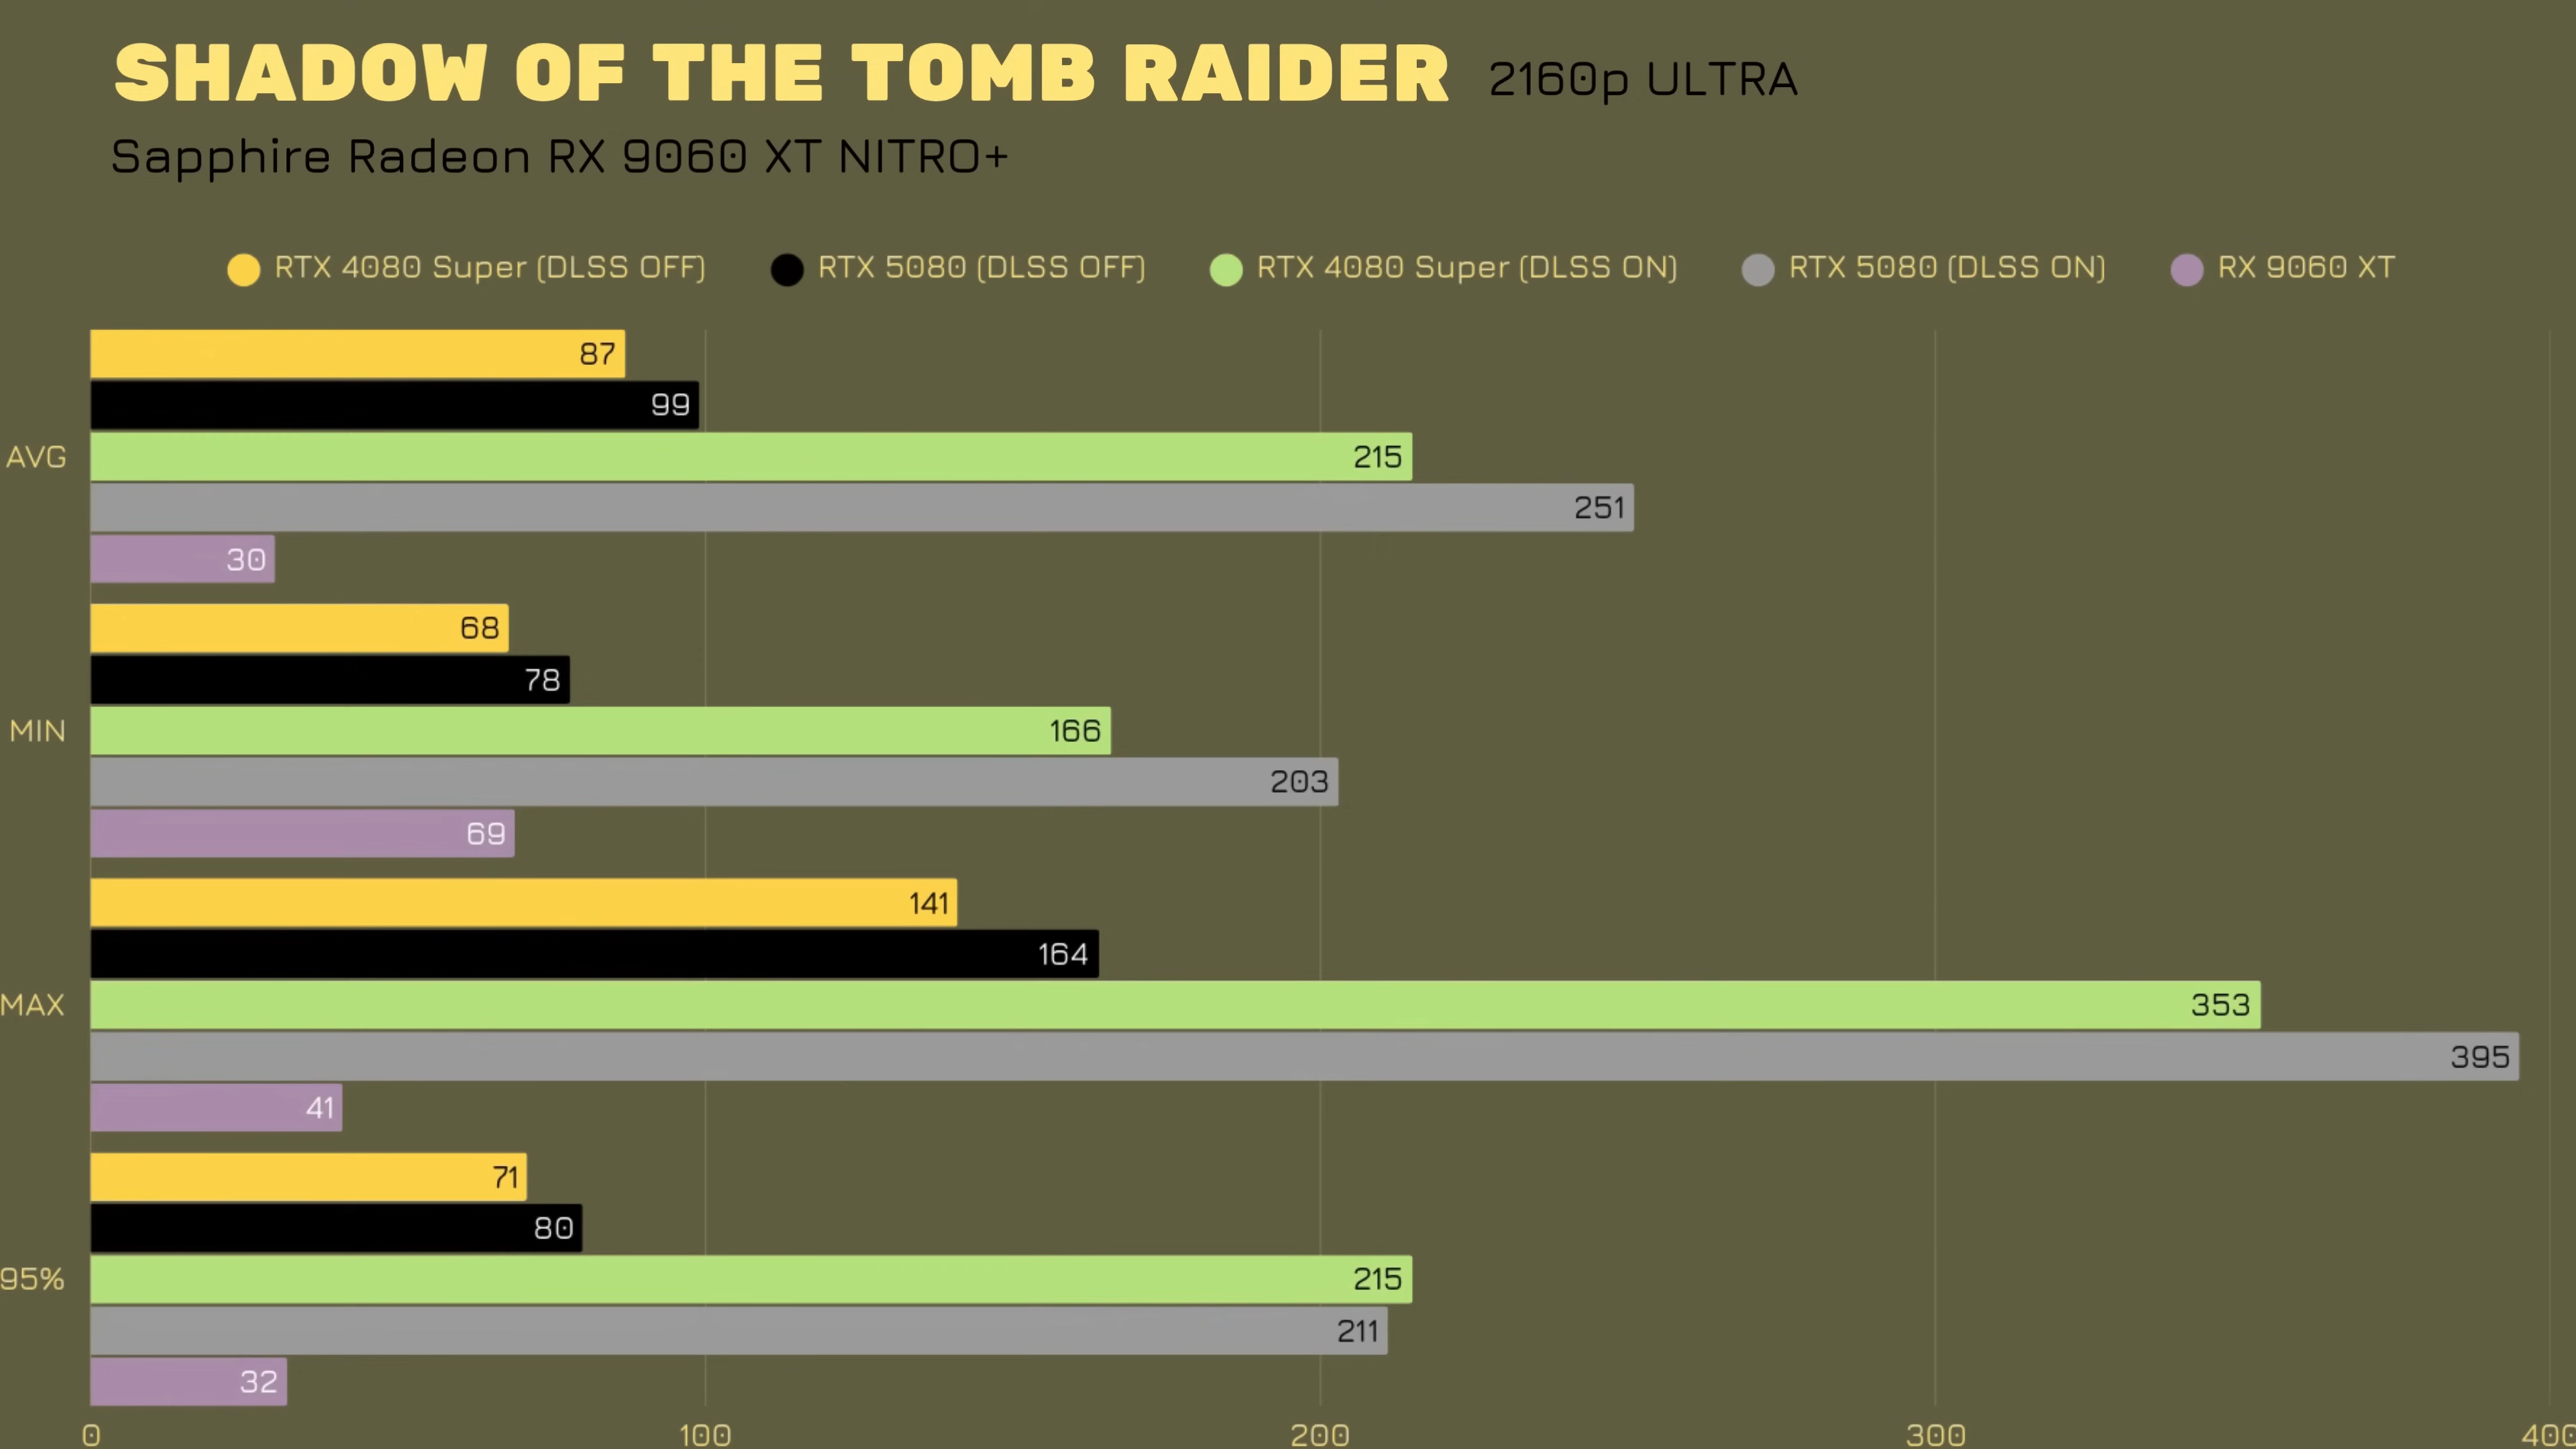 SHADOW OF THE TOMB RAIDER 2160p ULTRA
Sapphire Radeon RX 9060 XT NITRO+
RTX 4080 Super (DLSS OFF) RTX 5080 (DLSS OFF) RTX 4080 Super (DLSS ON) RTX 5080 (DLSS ON) RX 9060 XT
87
99
AVG 215
251
30
68
78
MIN 166
203
69
141
164
MAX 353
395
41
71
80
95% 215
211
32
0 100 200 300 400